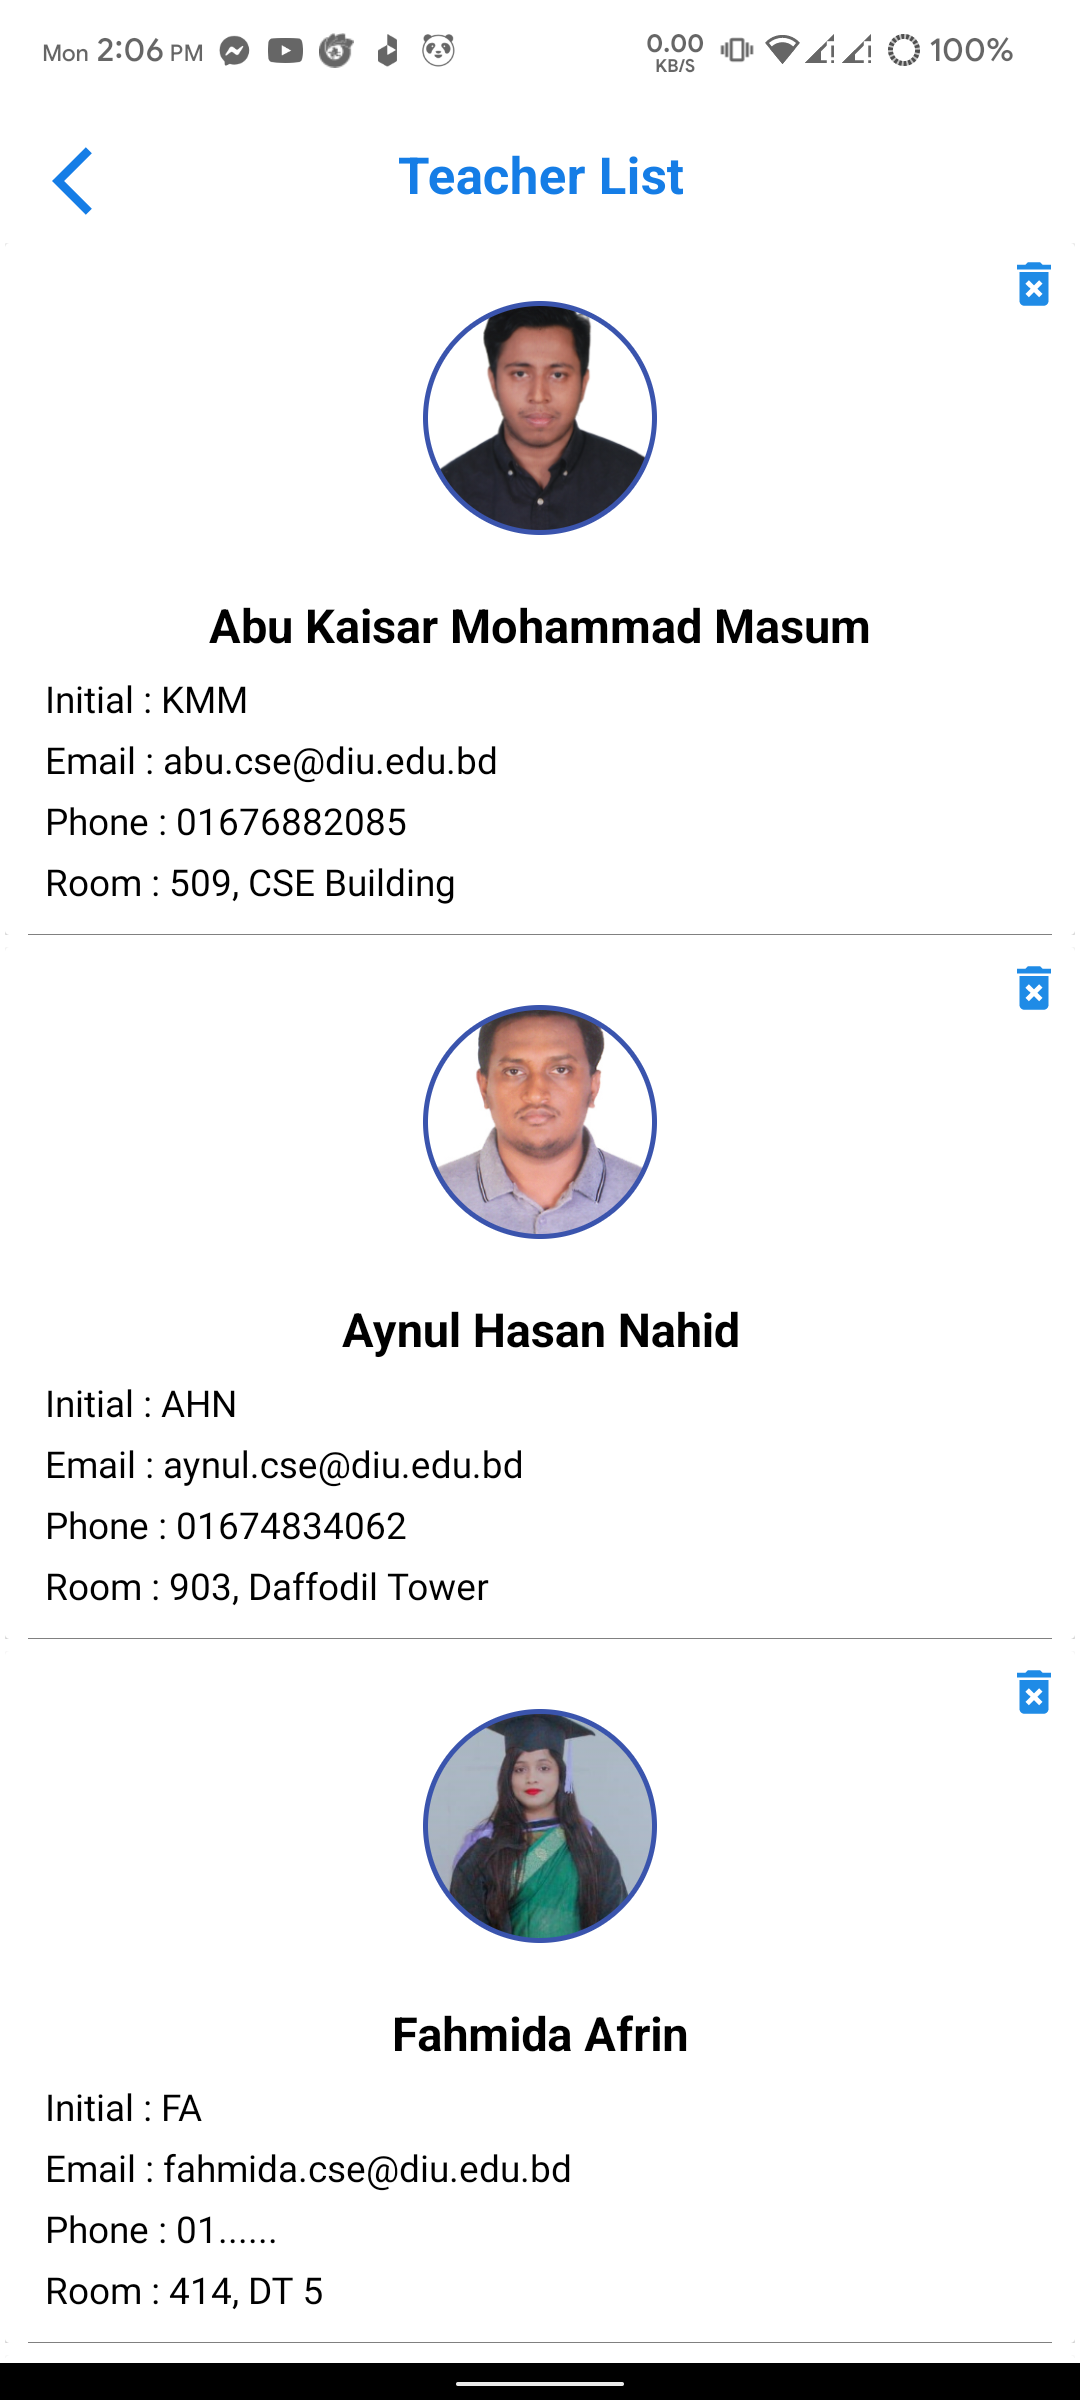 Mon 2:06 PM 0.00 KB/S 100%
Teacher List
Abu Kaisar Mohammad Masum
Initial : KMM
Email : abu.cse@diu.edu.bd
Phone : 01676882085
Room : 509, CSE Building
Aynul Hasan Nahid
Initial : AHN
Email : aynul.cse@diu.edu.bd
Phone : 01674834062
Room : 903, Daffodil Tower
Fahmida Afrin
Initial : FA
Email : fahmida.cse@diu.edu.bd
Phone : 01......
Room : 414, DT 5